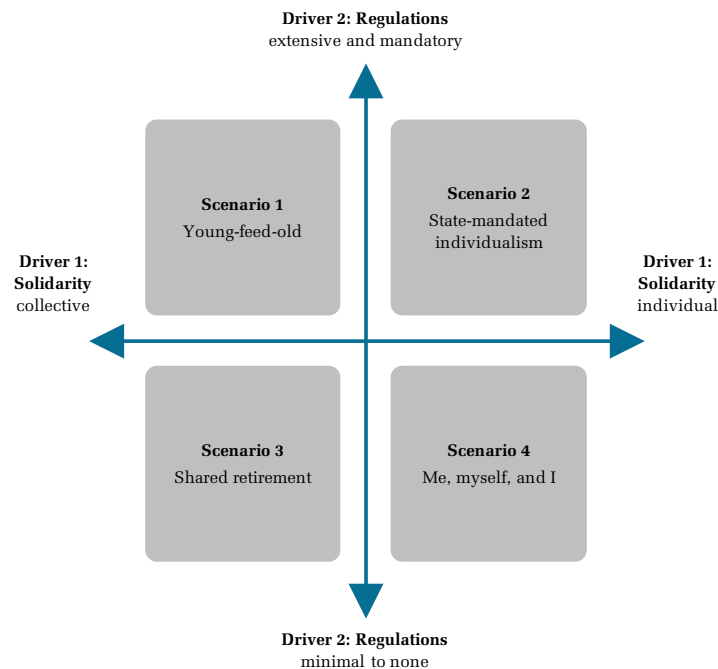 Driver 2: Regulations
extensive and mandatory
Scenario 1
Young-feed-old
Scenario 2
State-mandated
individualism
Driver 1:
Solidarity
collective
Driver 1:
Solidarity
individual
Scenario 3
Shared retirement
Scenario 4
Me, myself, and I
Driver 2: Regulations
minimal to none